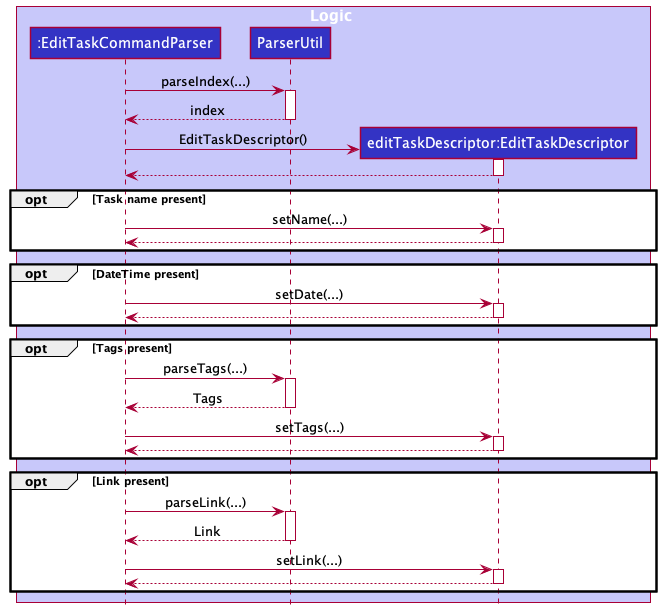 Logic
:EditTaskCommandParser
ParserUtil
parseIndex(...)
index
EditTaskDescriptor()
editTaskDescriptor:EditTaskDescriptor
opt
[Task name present]
setName(...)
opt
[DateTime present]
setDate(...)
opt
[Tags present]
parseTags(...)
Tags
setTags(...)
opt
[Link present]
parseLink(...)
Link
setLink(...)